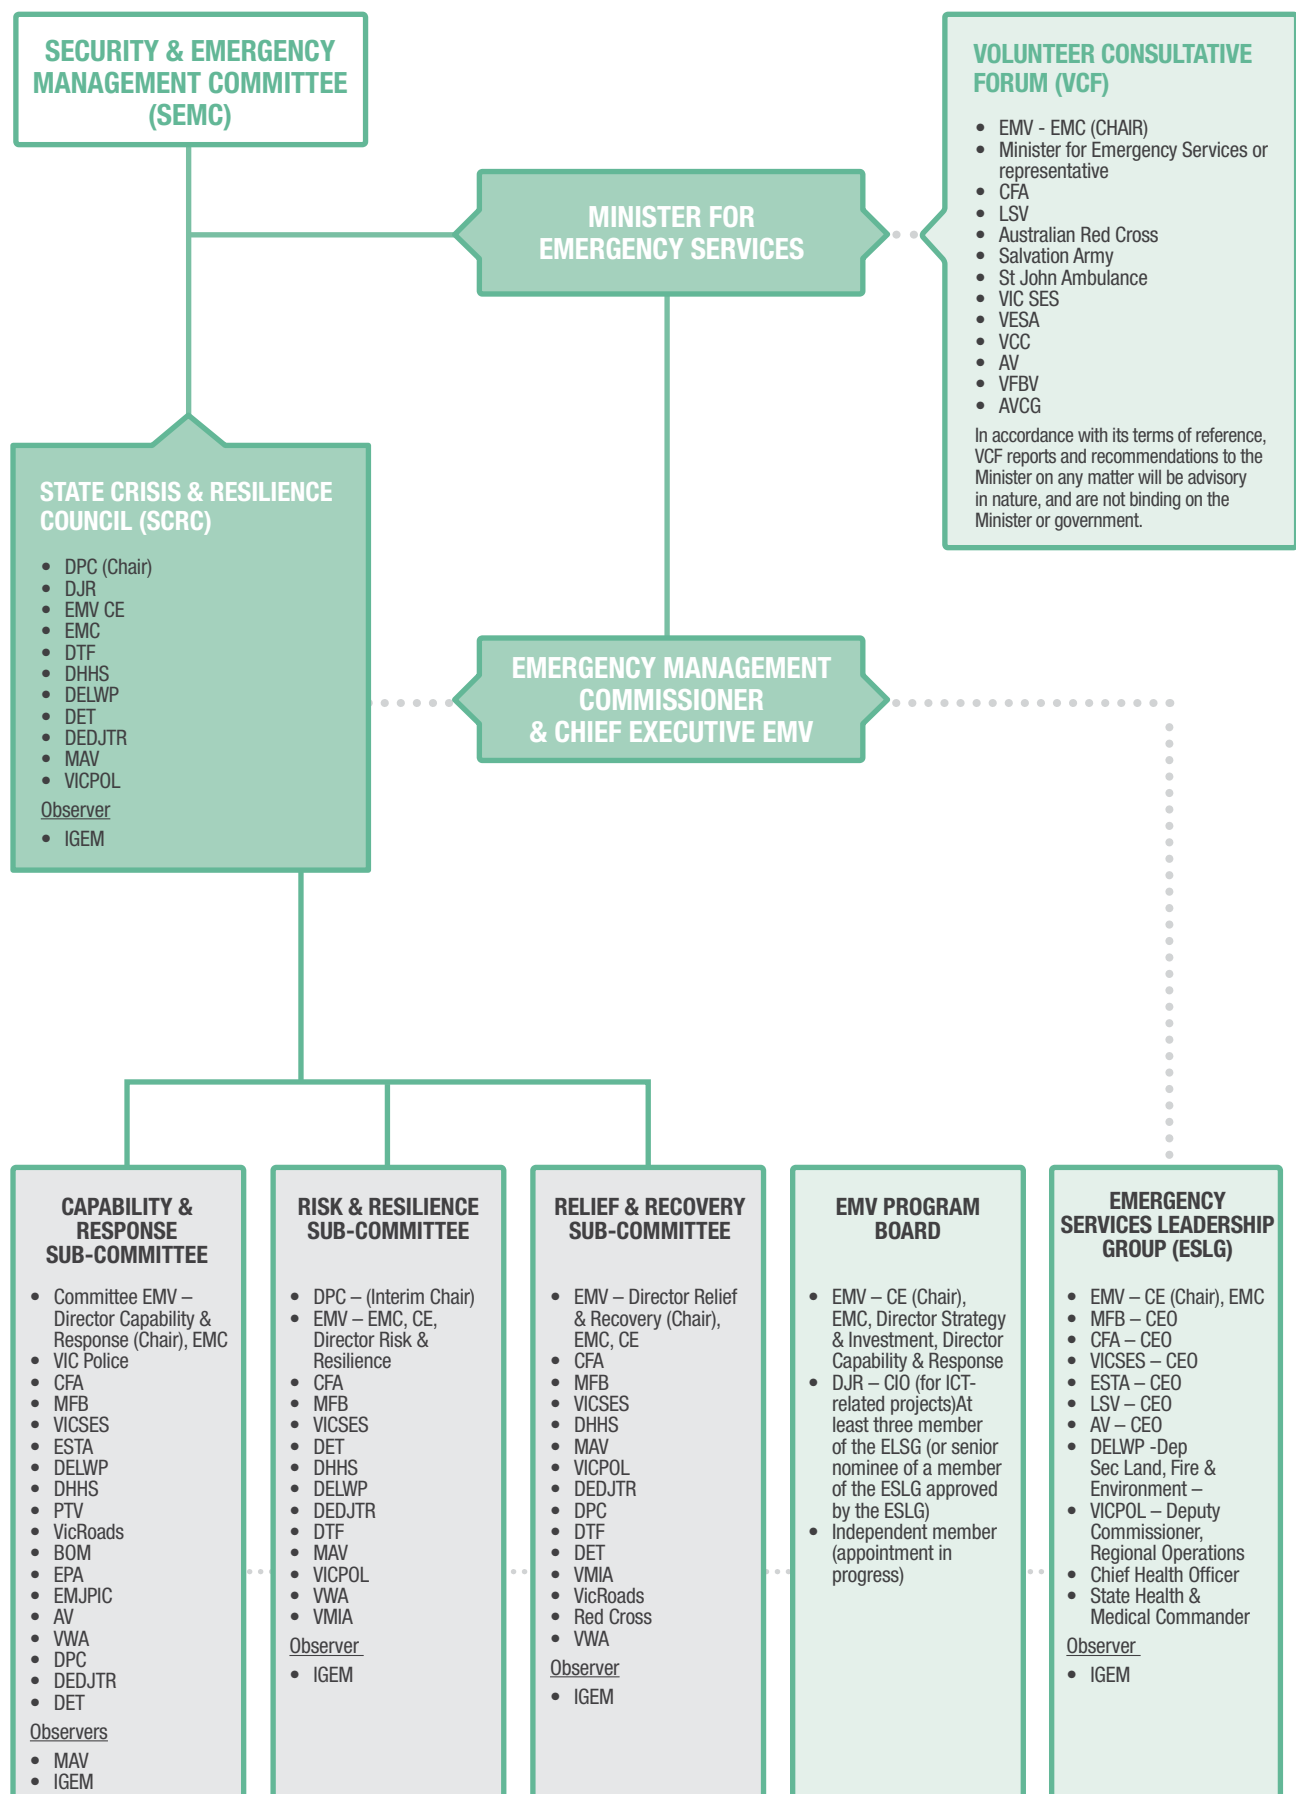 SECURITY & EMERGENCY
MANAGEMENT COMMITTEE
(SEMC)
VOLUNTEER CONSULTATIVE
FORUM (VCF)
• EMV - EMC (CHAIR)
• Minister for Emergency Services or
representative
• CFA
• LSV
• Australian Red Cross
• Salvation Army
• St John Ambulance
• VIC SES
• VESA
• VCC
• AV
• VFBV
• AVCG
In accordance with its terms of reference,
VCF reports and recommendations to the
Minister on any matter will be advisory
in nature, and are not binding on the
Minister or government.
MINISTER FOR
EMERGENCY SERVICES
STATE CRISIS & RESILIENCE
COUNCIL (SCRC)
• DPC (Chair)
• DJR
• EMV CE
• EMC
• DTF
• DHHS
• DELWP
• DET
• DEDJTR
• MAV
• VICPOL
Observer
• IGEM
EMERGENCY MANAGEMENT
COMMISSIONER
& CHIEF EXECUTIVE EMV
CAPABILITY &
RESPONSE
SUB-COMMITTEE
• Committee EMV –
Director Capability &
Response (Chair), EMC
• VIC Police
• CFA
• MFB
• VICSES
• ESTA
• DELWP
• DHHS
• PTV
• VicRoads
• BOM
• EPA
• EMJPIC
• AV
• VWA
• DPC
• DEDJTR
• DET
Observers
• MAV
• IGEM
RISK & RESILIENCE
SUB-COMMITTEE
• DPC – (Interim Chair)
• EMV – EMC, CE,
Director Risk &
Resilience
• CFA
• MFB
• VICSES
• DET
• DHHS
• DELWP
• DEDJTR
• DTF
• MAV
• VICPOL
• VWA
• VMIA
Observer
• IGEM
RELIEF & RECOVERY
SUB-COMMITTEE
• EMV – Director Relief
& Recovery (Chair),
EMC, CE
• CFA
• MFB
• VICSES
• DHHS
• MAV
• VICPOL
• DEDJTR
• DPC
• DTF
• DET
• VMIA
• VicRoads
• Red Cross
• VWA
Observer
• IGEM
EMV PROGRAM
BOARD
• EMV – CE (Chair),
EMC, Director Strategy
& Investment, Director
Capability & Response
• DJR – CIO (for ICT-
related projects)At
least three member
of the ELSG (or senior
nominee of a member
of the ESLG approved
by the ESLG)
• Independent member
(appointment in
progress)
EMERGENCY
SERVICES LEADERSHIP
GROUP (ESLG)
• EMV – CE (Chair), EMC
• MFB – CEO
• CFA – CEO
• VICSES – CEO
• ESTA – CEO
• LSV – CEO
• AV – CEO
• DELWP -Dep
Sec Land, Fire &
Environment –
• VICPOL – Deputy
Commissioner,
Regional Operations
• Chief Health Officer
• State Health &
Medical Commander
Observer
• IGEM